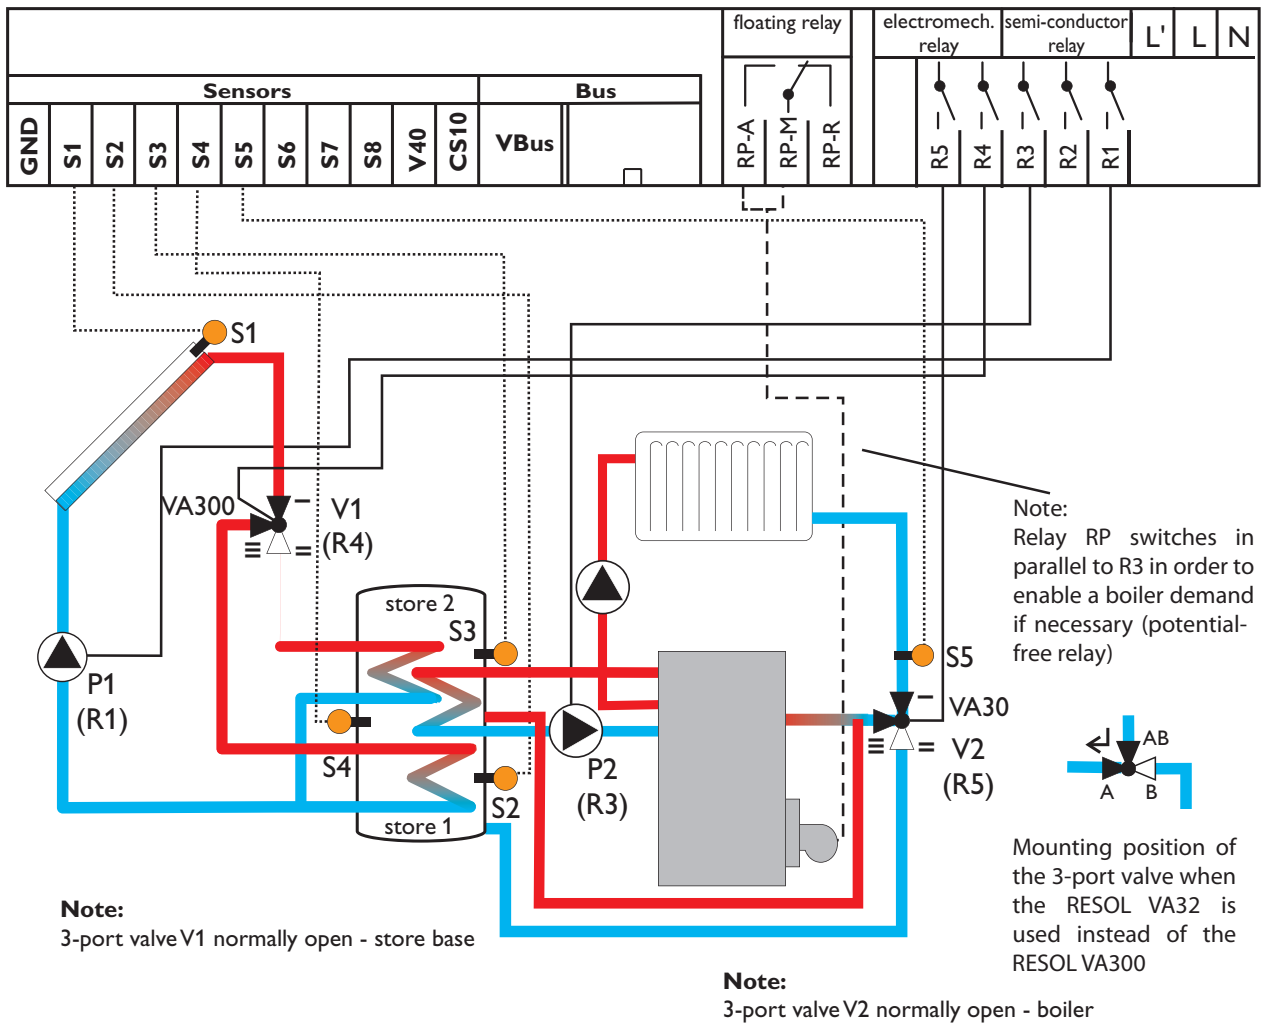 floating relay
electromech.
relay
semi-conductor
relay
L'
L
N
Sensors
Bus
GND
S1
S2
S3
S4
S5
S6
S7
S8
V40
CS10
VBus
RP-A
RP-M
RP-R
R5
R4
R3
R2
R1
S1
VA300
V1
(R4)
Note:
Relay RP switches in
parallel to R3 in order to
enable a boiler demand
if necessary (potential-
free relay)
store 2
S3
S5
P1
(R1)
VA30
V2
(R5)
S4
S2
P2
(R3)
store 1
AB
A
B
Mounting position of
the 3-port valve when
the RESOL VA32 is
used instead of the
RESOL VA300
Note:
3-port valve V1 normally open - store base
Note:
3-port valve V2 normally open - boiler